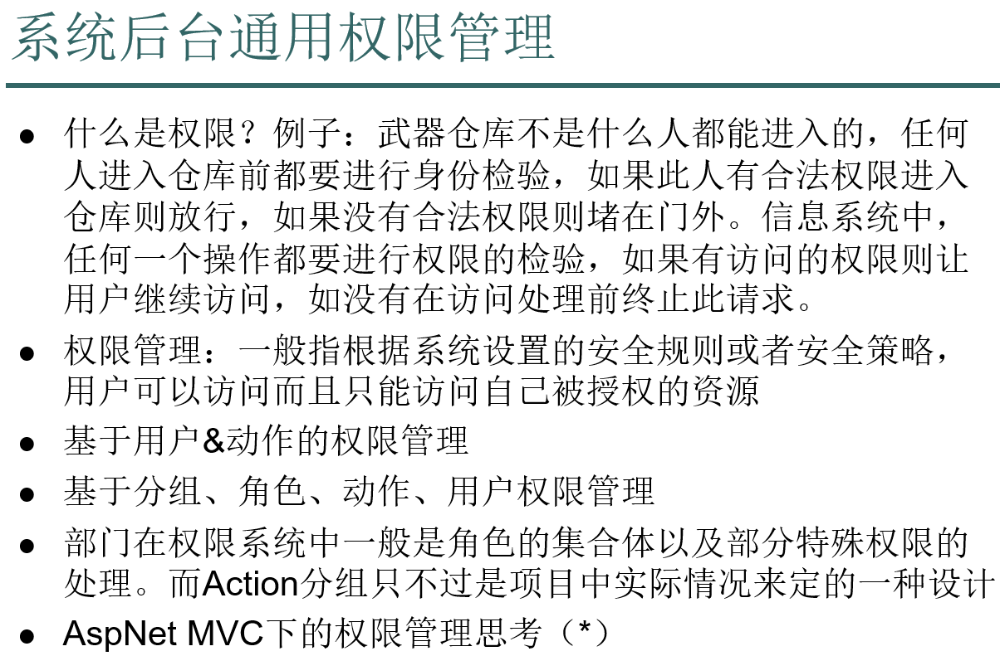 系统后台通用权限管理
● 什么是权限？例子：武器仓库不是什么人都能进入的，任何
人进入仓库前都要进行身份检验，如果此人有合法权限进入
仓库则放行，如果没有合法权限则堵在门外。信息系统中，
任何一个操作都要进行权限的检验，如果有访问的权限则让
用户继续访问，如没有在访问处理前终止此请求。
● 权限管理：一般指根据系统设置的安全规则或者安全策略，
用户可以访问而且只能访问自己被授权的资源
● 基于用户&动作的权限管理
● 基于分组、角色、动作、用户权限管理
● 部门在权限系统中一般是角色的集合体以及部分特殊权限的
处理。而Action分组只不过是项目中实际情况来定的一种设计
● AspNet MVC下的权限管理思考（*）